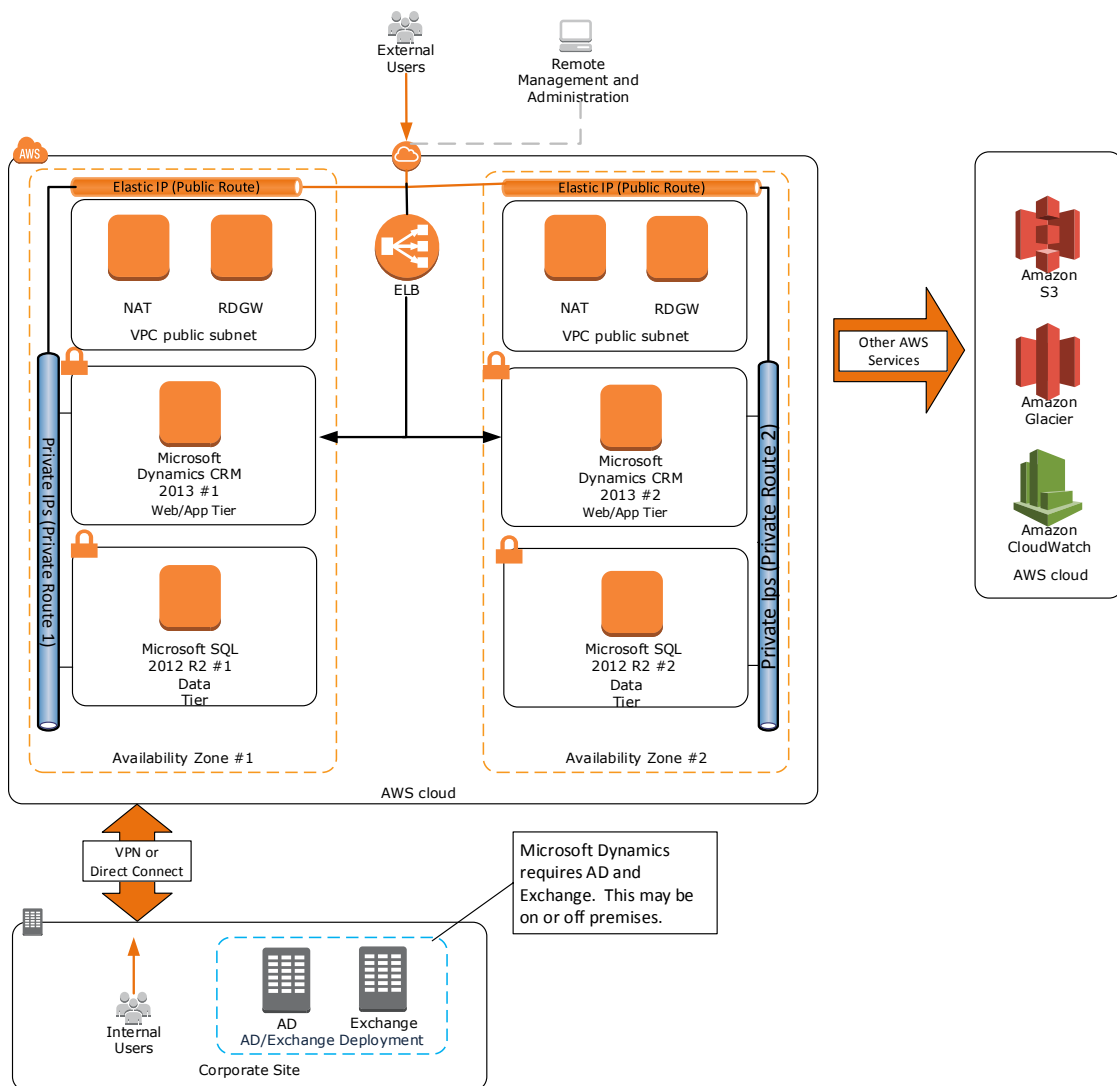 External
Users
Remote
Management and
Administration
AWS
Elastic IP (Public Route)
Elastic IP (Public Route)
NAT
RDGW
VPC public subnet
ELB
NAT
RDGW
VPC public subnet
Private IPs (Private Route 1)
Microsoft
Dynamics CRM
2013 #1
Web/App Tier
Microsoft
Dynamics CRM
2013 #2
Web/App Tier
Private Ips (Private Route 2)
Microsoft SQL
2012 R2 #1
Data
Tier
Microsoft SQL
2012 R2 #2
Data
Tier
Availability Zone #1
Availability Zone #2
AWS cloud
Other AWS
Services
Amazon
S3
Amazon
Glacier
Amazon
CloudWatch
AWS cloud
VPN or
Direct Connect
Microsoft Dynamics
requires AD and
Exchange.  This may be
on or off premises.
Internal
Users
AD
Exchange
AD/Exchange Deployment
Corporate Site